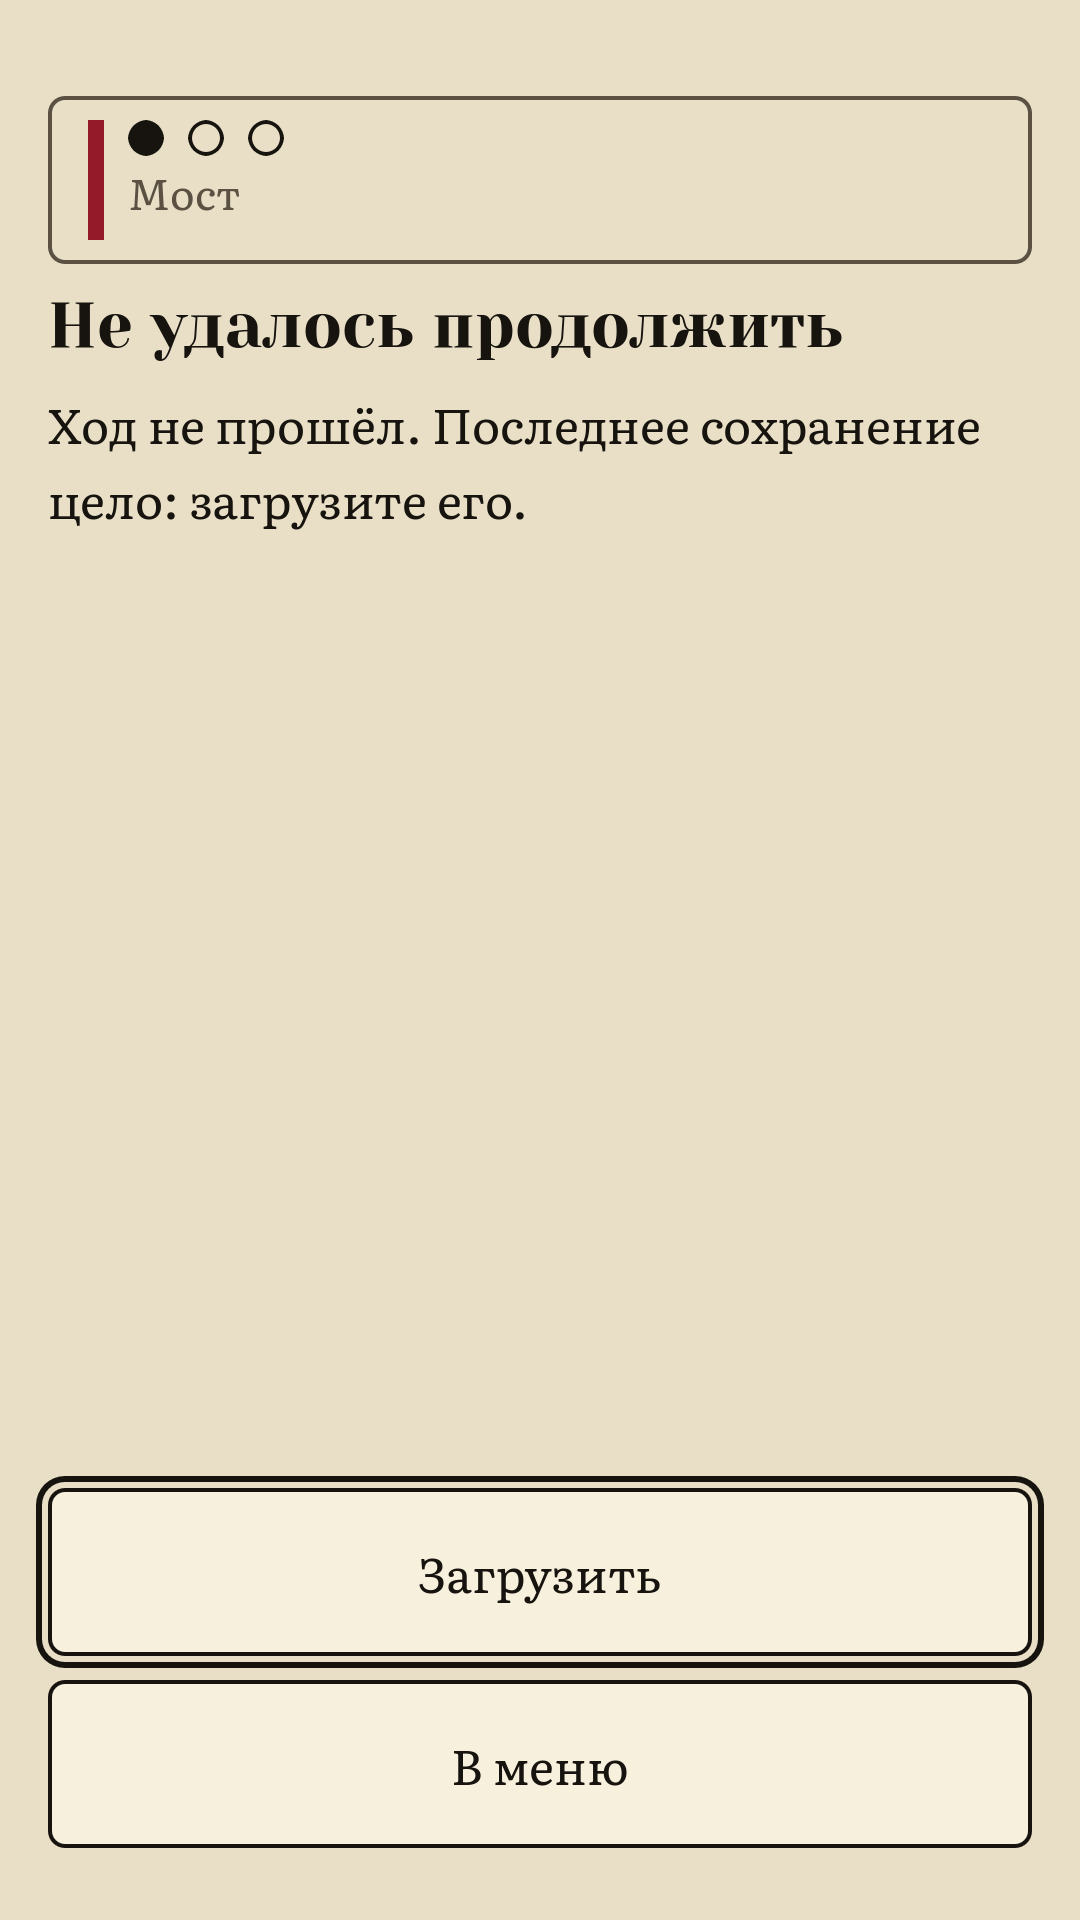 Мост
Не удалось продолжить
Ход не прошёл. Последнее сохранение
цело: загрузите его.
Загрузить
В меню